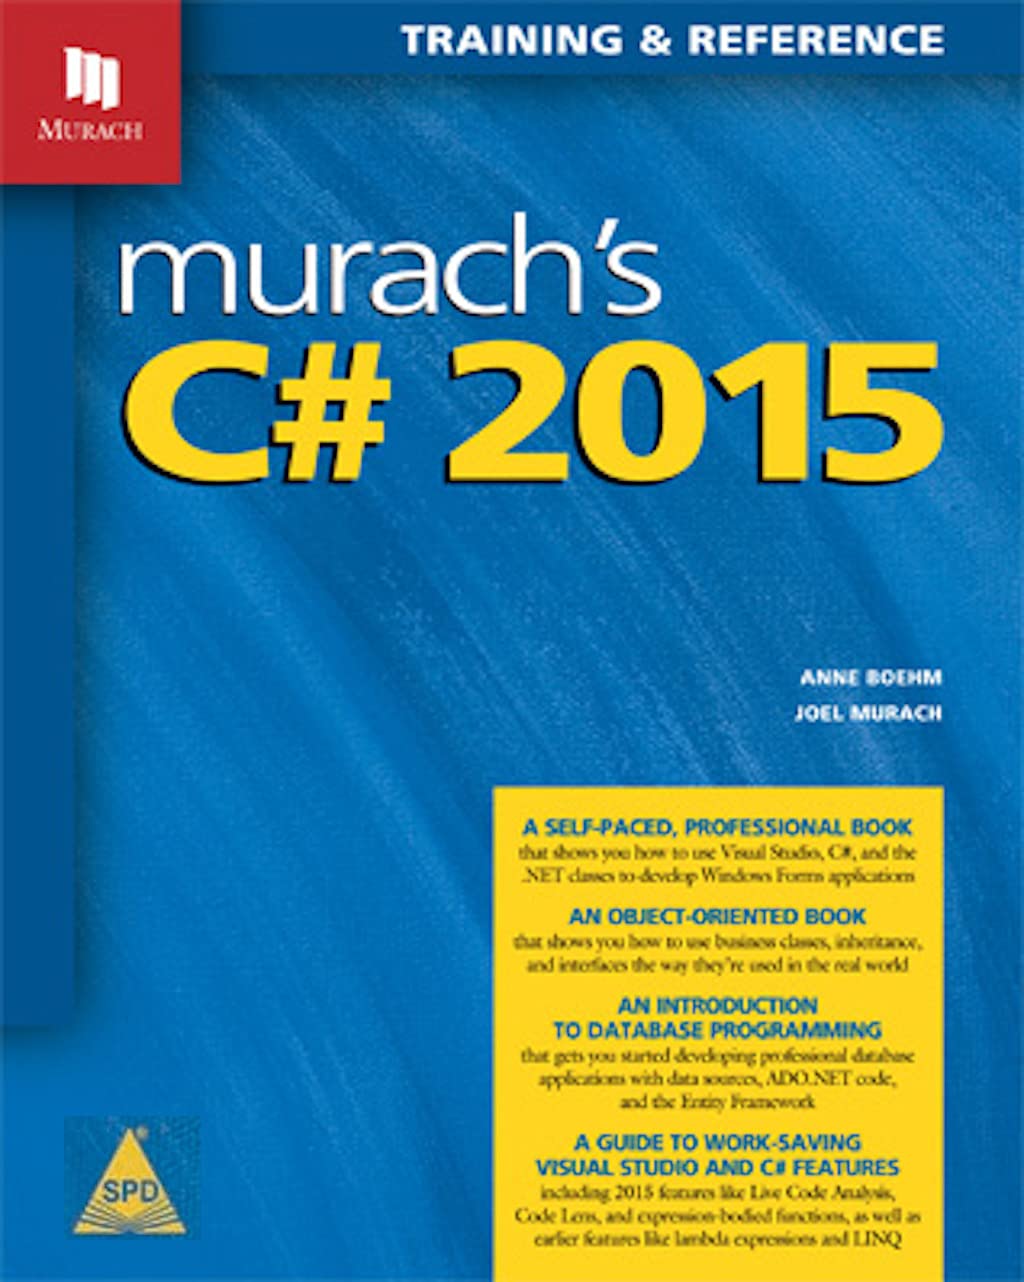 TRAINING & REFERENCE
MURACH
murach's
C# 2015
ANNE BOEHM
JOEL MURACH
A SELF-PACED, PROFESSIONAL BOOK
that shows you how to use Visual Studio, C#, and the
.NET classes to develop Windows Forms applications
AN OBJECT-ORIENTED BOOK
that shows you how to use business classes, inheritance,
and interfaces the way they're used in the real world
AN INTRODUCTION
TO DATABASE PROGRAMMING
that gets you started developing professional database
applications with data sources, ADO.NET code,
and the Entity Framework
A GUIDE TO WORK-SAVING
VISUAL STUDIO AND C# FEATURES
including 2015 features like Live Code Analysis,
Code Lens, and expression-bodied functions, as well as
earlier features like lambda expressions and LINQ
SPD